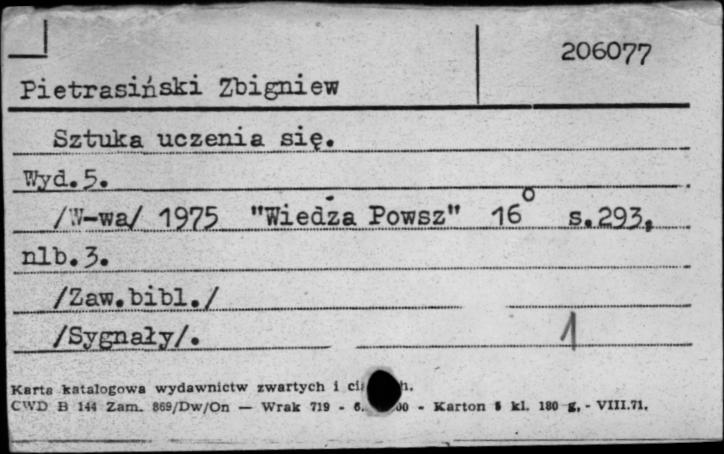 206077
Pietrasiński Zbigniew
Sztuka uczenia się.
Wyd.5.
/W-wa/ 1975 "Wiedza Powsz" 16° s.293,
nlb.3.
/Zaw.bibl./
/Sygnały/.
1
Karta katalogowa wydawnictw zwartych i
CWD B 144 Zam. 869/Dw/On — Wrak 719 - 6. 00 - Karton kl. 180 g. - VIII.71.